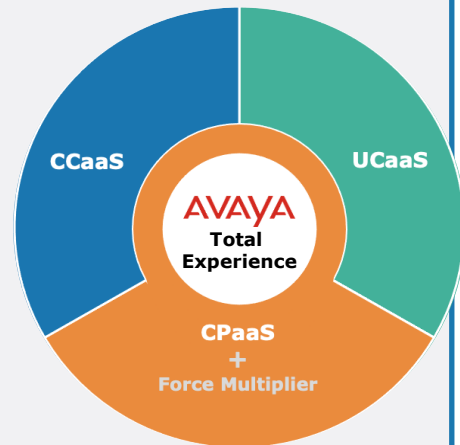 CCaaS
UCaaS
AVAYA
Total
Experience
CPaaS
+
Force Multiplier